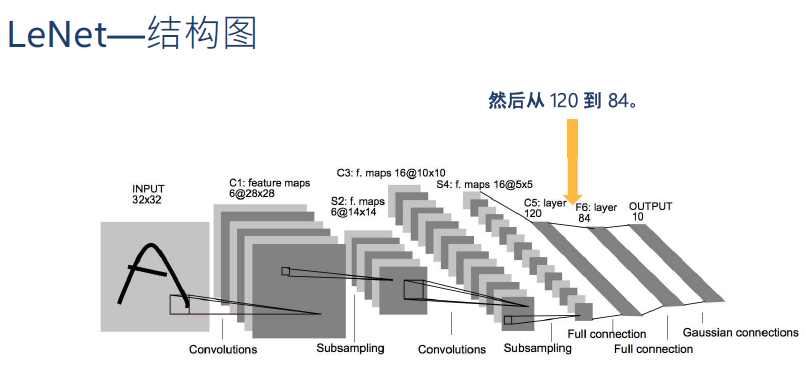 LeNet—结构图
然后从 120 到 84。
INPUT
32x32
C1: feature maps
6@28x28
C3: f. maps 16@10x10
S2: f. maps
6@14x14
S4: f. maps 16@5x5
C5: layer
120
F6: layer
84
OUTPUT
10
Convolutions
Subsampling
Convolutions
Subsampling
Full connection
Full connection
Gaussian connections